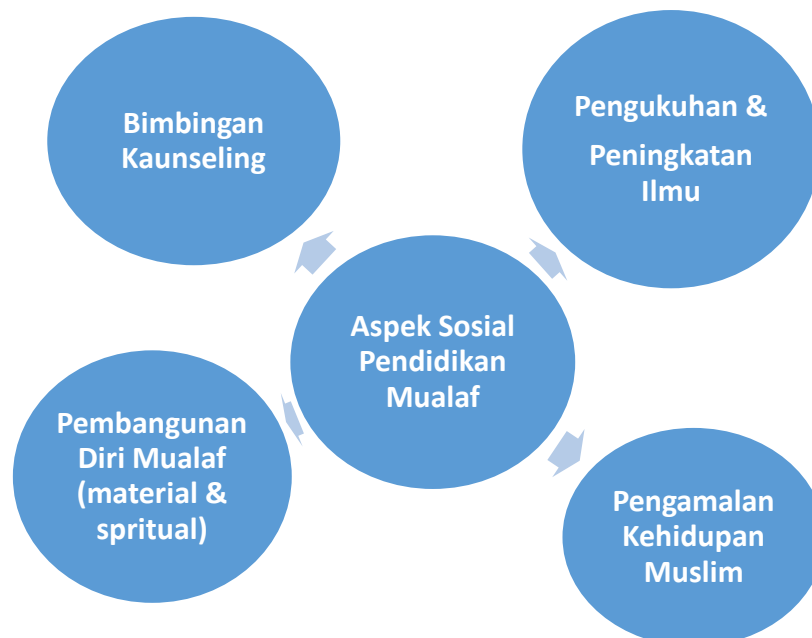 Bimbingan
Kaunseling
Pengukuhan &
Peningkatan
Ilmu
Aspek Sosial
Pendidikan
Mualaf
Pembangunan
Diri Mualaf
(material &
spritual)
Pengamalan
Kehidupan
Muslim